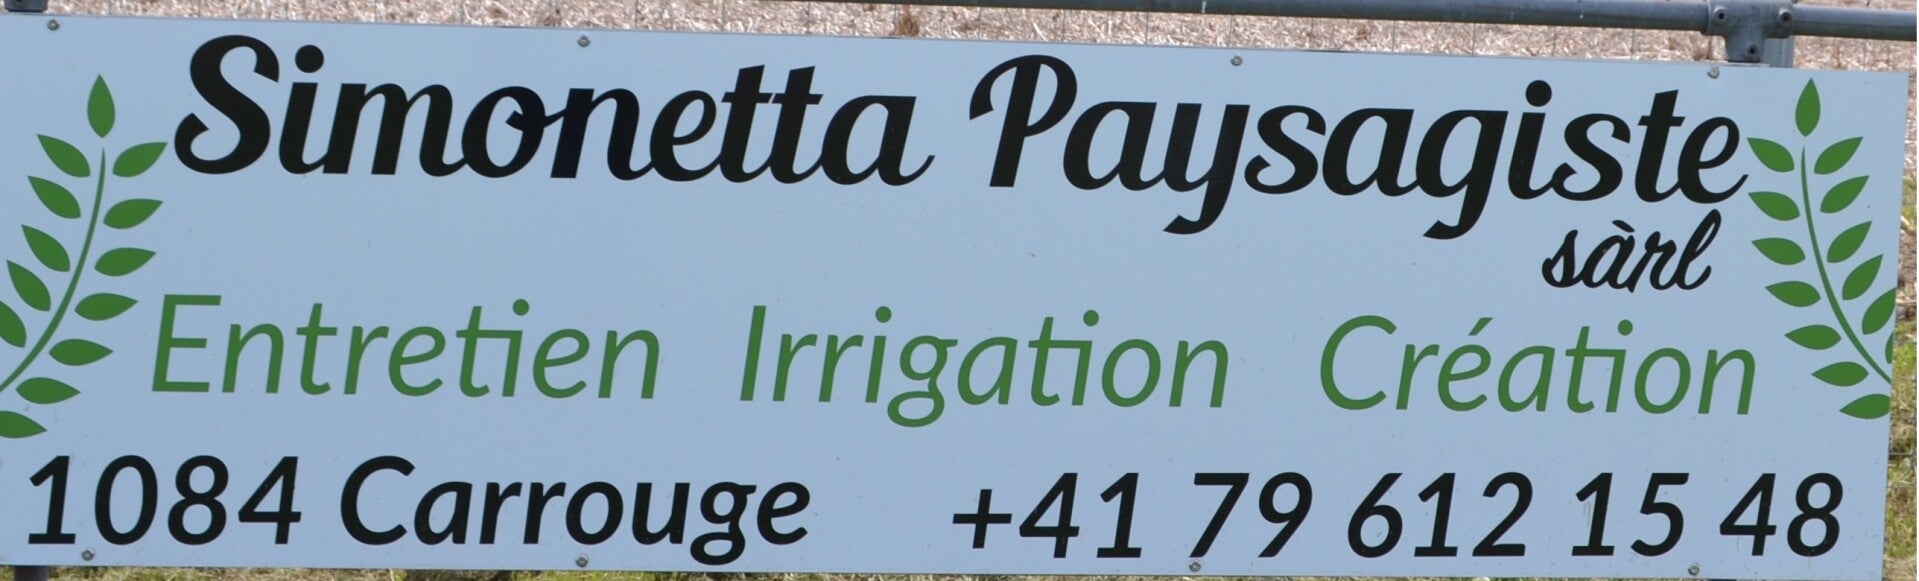 Simonetta Paysagiste
sàrl
Entretien Irrigation Création
1084 Carrouge +41 79 612 15 48